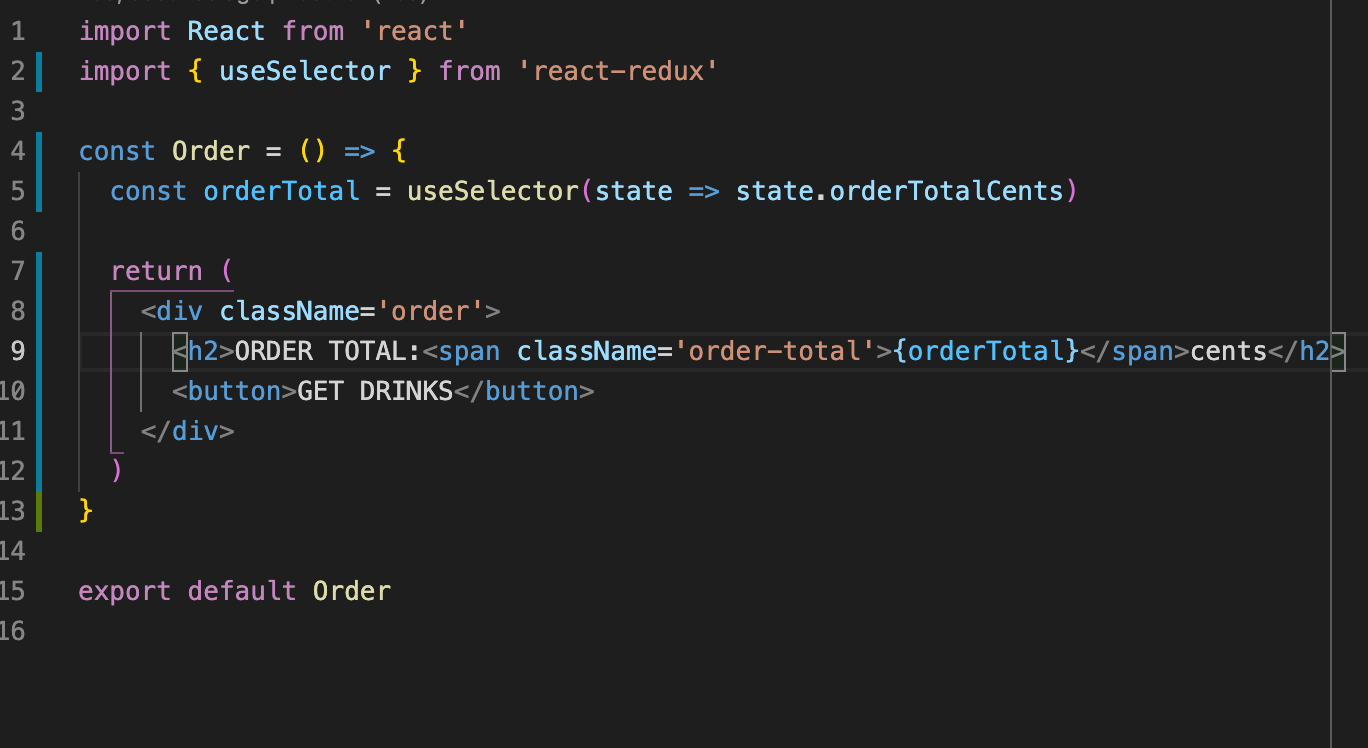 1 import React from 'react'
2 import { useSelector } from 'react-redux'
3
4 const Order = () => {
5   const orderTotal = useSelector(state => state.orderTotalCents)
6
7   return (
8     <div className='order'>
9       <h2>ORDER TOTAL:<span className='order-total'>{orderTotal}</span>cents</h2>
10       <button>GET DRINKS</button>
11     </div>
12   )
13 }
14
15 export default Order
16